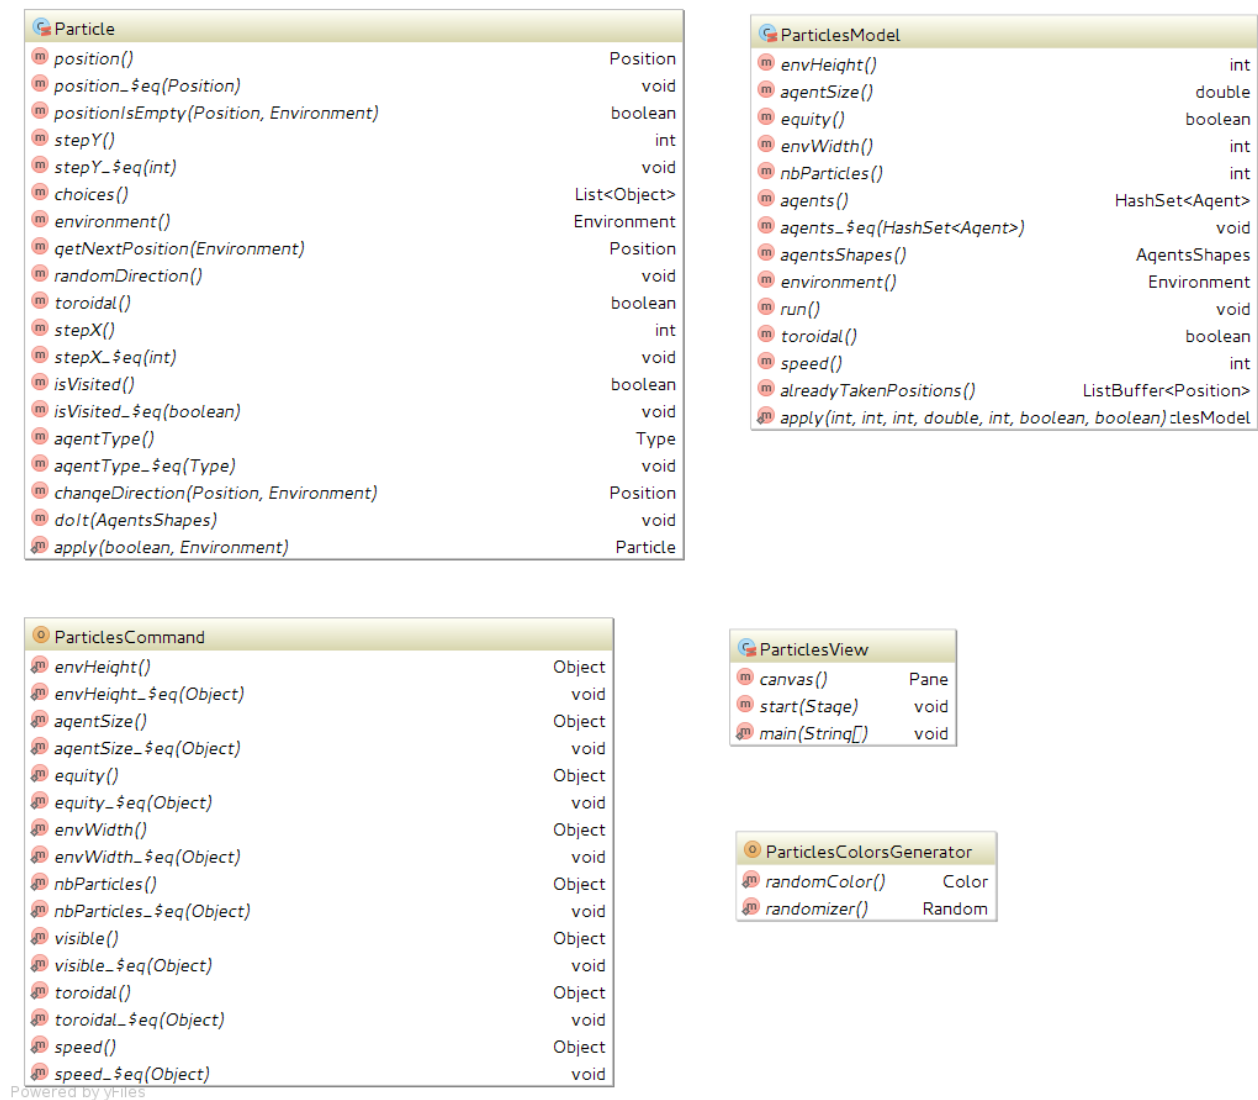 Particle
position() Position
position_$eq(Position) void
positionIsEmpty(Position, Environment) boolean
stepY() int
stepY_$eq(int) void
choices() List<Object>
environment() Environment
getNextPosition(Environment) Position
randomDirection() void
toroidal() boolean
stepX() int
stepX_$eq(int) void
isVisited() boolean
isVisited_$eq(boolean) void
agentType() Type
agentType_$eq(Type) void
changeDirection(Position, Environment) Position
doIt(AgentsShapes) void
apply(boolean, Environment) Particle
ParticlesModel
envHeight() int
agentSize() double
equity() boolean
envWidth() int
nbParticles() int
agents() HashSet<Agent>
agents_$eq(HashSet<Agent>) void
agentsShapes() AgentsShapes
environment() Environment
run() void
toroidal() boolean
speed() int
alreadyTakenPositions() ListBuffer<Position>
apply(int, int, int, double, int, boolean, boolean) clesModel
ParticlesCommand
envHeight() Object
envHeight_$eq(Object) void
agentSize() Object
agentSize_$eq(Object) void
equity() Object
equity_$eq(Object) void
envWidth() Object
envWidth_$eq(Object) void
nbParticles() Object
nbParticles_$eq(Object) void
visible() Object
visible_$eq(Object) void
toroidal() Object
toroidal_$eq(Object) void
speed() Object
speed_$eq(Object) void
ParticlesView
canvas() Pane
start(Stage) void
main(String[]) void
ParticlesColorsGenerator
randomColor() Color
randomizer() Random
Powered by yFiles